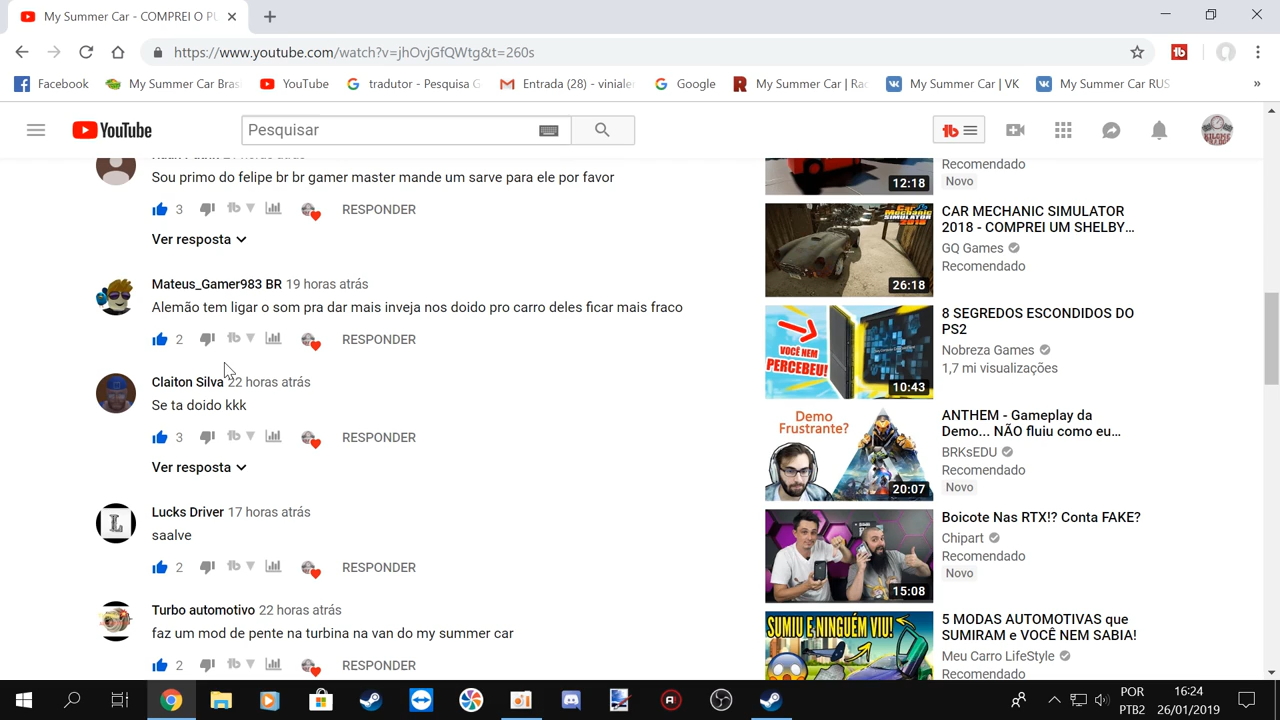 My Summer Car - COMPREI O PU
https://www.youtube.com/watch?v=jhOvjGfQWtg&t=260s
Facebook
My Summer Car Bras
YouTube
tradutor - Pesquisa G
Entrada (28) - vinialer
Google
My Summer Car | Rac
My Summer Car | VK
My Summer Car RUS
»
YouTube
Pesquisar
Sou primo do felipe br br gamer master mande um sarve para ele por favor
3 RESPONDER
Ver resposta
Mateus_Gamer983 BR 19 horas atrás
Alemão tem ligar o som pra dar mais inveja nos doido pro carro deles ficar mais fraco
2 RESPONDER
Claiton Silva 22 horas atrás
Se ta doido kkk
3 RESPONDER
Ver resposta
Lucks Driver 17 horas atrás
saalve
2 RESPONDER
Turbo automotivo 22 horas atrás
faz um mod de pente na turbina na van do my summer car
2 RESPONDER
12:18
Recomendado
Novo
Car MECHANIC SIMULATOR 2018
26:18
CAR MECHANIC SIMULATOR
2018 - COMPREI UM SHELBY…
GQ Games
Recomendado
VOCÊ NEM
PERCEBEU!
10:43
8 SEGREDOS ESCONDIDOS DO
PS2
Nobreza Games
1,7 mi visualizações
Demo
Frustrante?
20:07
ANTHEM - Gameplay da
Demo... NÃO fluiu como eu…
BRKsEDU
Recomendado
Novo
15:08
Boicote Nas RTX!? Conta FAKE?
Chipart
Recomendado
Novo
SUMIU E NINGUÉM VIU!
5 MODAS AUTOMOTIVAS que
SUMIRAM e VOCÊ NEM SABIA!
Meu Carro LifeStyle
Recomendado
POR
PTB2
16:24
26/01/2019